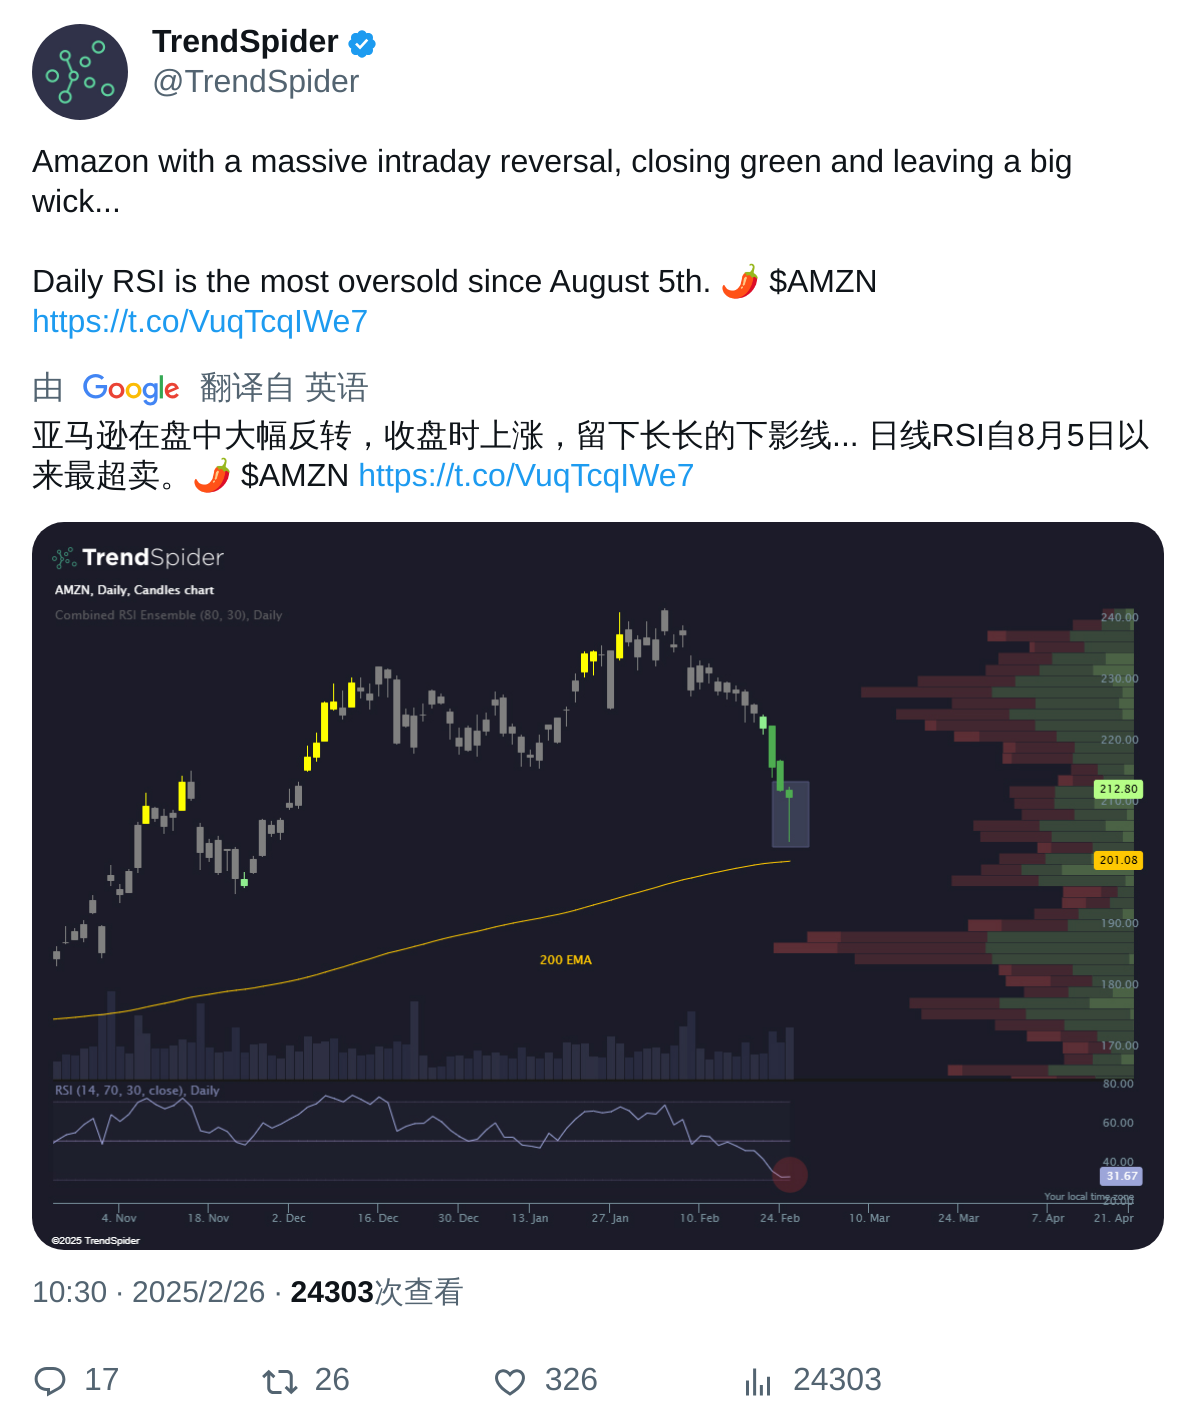 TrendSpider
@TrendSpider
Amazon with a massive intraday reversal, closing green and leaving a big
wick...
Daily RSI is the most oversold since August 5th. 🌶️ $AMZN
https://t.co/VuqTcqIWe7
由 Google 翻译自 英语
亚马逊在盘中大幅反转，收盘时上涨，留下长长的下影线... 日线RSI自8月5日以
来最超卖。🌶️ $AMZN https://t.co/VuqTcqIWe7
TrendSpider
AMZN, Daily, Candles chart
Combined RSI Ensemble (80, 30), Daily
240.00
230.00
220.00
212.80
210.00
201.08
190.00
200 EMA
180.00
170.00
RSI (14, 70, 30, close), Daily
80.00
60.00
40.00
31.67
Your local time zone
20.00
4. Nov 18. Nov 2. Dec 16. Dec 30. Dec 13. Jan 27. Jan 10. Feb 24. Feb 10. Mar 24. Mar 7. Apr 21. Apr
©2025 TrendSpider
10:30 · 2025/2/26 · 24303次查看
17 26 326 24303